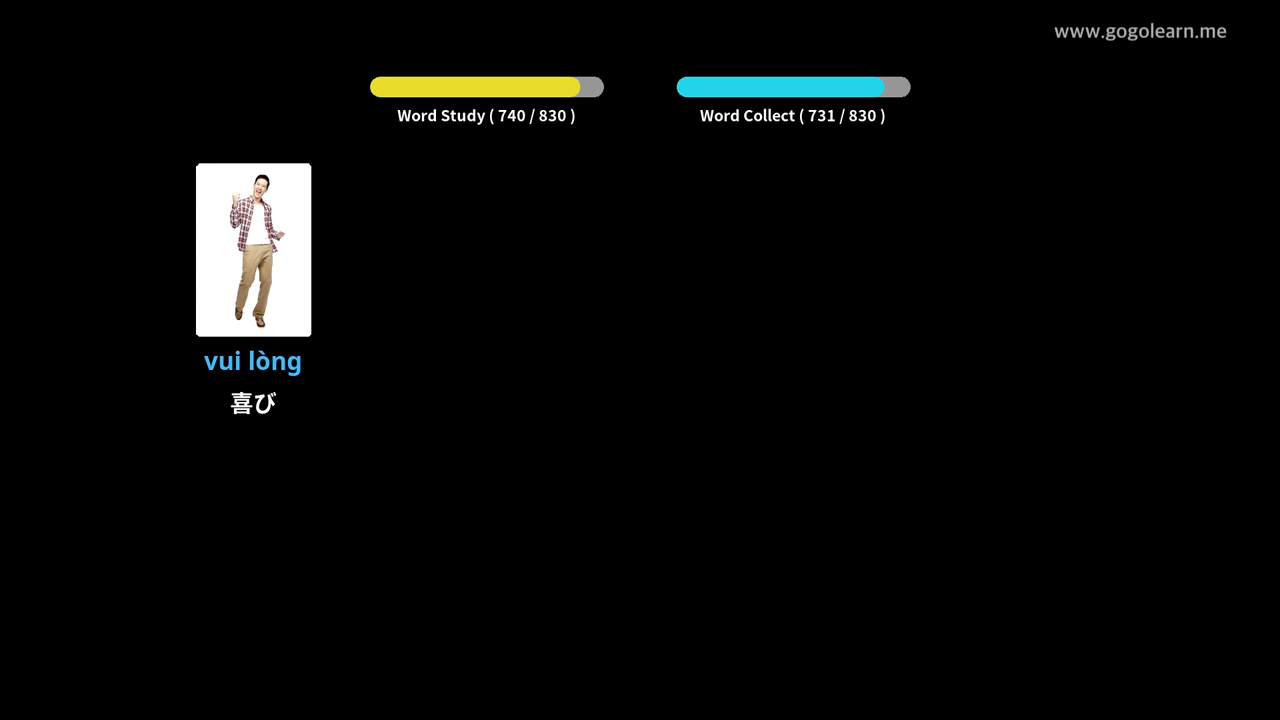 www.gogolearn.me
Word Study ( 740 / 830 )
Word Collect ( 731 / 830 )
vui lòng
喜び